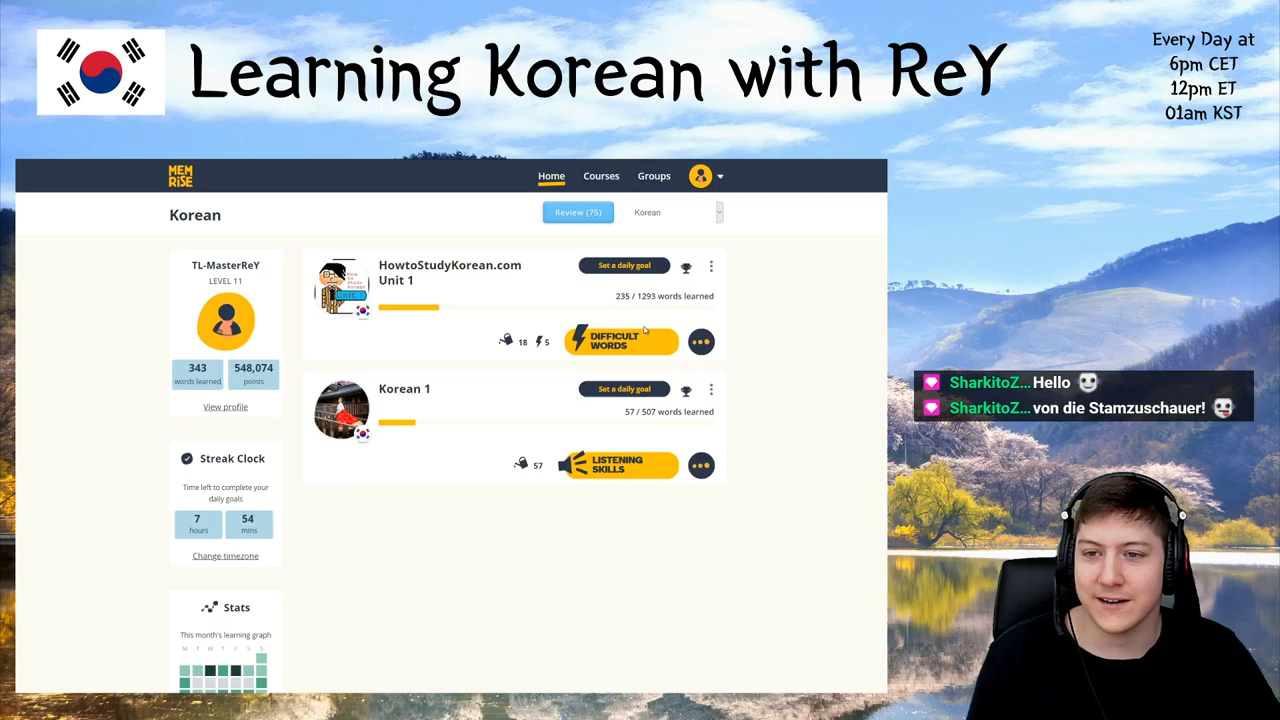 Learning Korean with ReY
Every Day at
6pm CET
12pm ET
01am KST
MEM
RiSE
Home
Courses
Groups
Korean
Review (75)
Korean
TL-MasterReY
LEVEL 11
343
words learned
548,074
points
View profile
Streak Clock
Time left to complete your
daily goals
7
hours
54
mins
Change timezone
Stats
This month's learning graph
M T W T F S S
HowtoStudyKorean.com
Unit 1
Set a daily goal
235 / 1293 words learned
18
5
DIFFICULT
WORDS
Korean 1
Set a daily goal
57 / 507 words learned
57
LISTENING
SKILLS
SharkitoZ... Hello
SharkitoZ... von die Stamzuschauer!